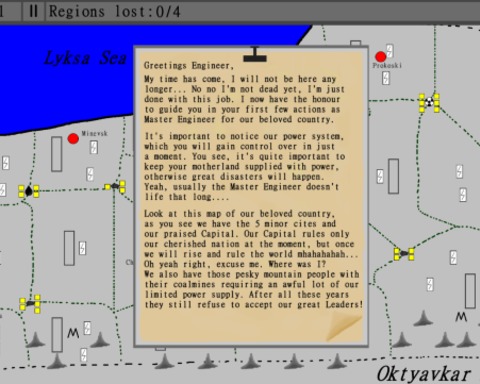 1 II Regions lost:0/4
Lyksa Sea
Greetings Engineer,
My time has come, I will not be here any
longer... No no I'm not dead yet, I'm just
done with this job. I now have the honour
to guide you in your first few actions as
Master Engineer for our beloved country.
It's important to notice our power system,
which you will gain control over in just
a moment. You see, it's quite important to
keep your motherland supplied with power,
otherwise great disasters will happen.
Yeah, usually the Master Engineer doesn't
life that long....
Look at this map of our beloved country,
as you see we have the 5 minor cites and
our praised Capital. Our Capital rules only
our cherished nation at the moment, but once
we will rise and rule the world mhahahahah...
Oh yeah right, excuse me. Where was I?
We also have those pesky mountain people with
their coalmines requiring an awful lot of our
limited power supply. After all these years
they still refuse to accept our great Leaders!
Minevsk
Ch
M
M
Oktyavkar